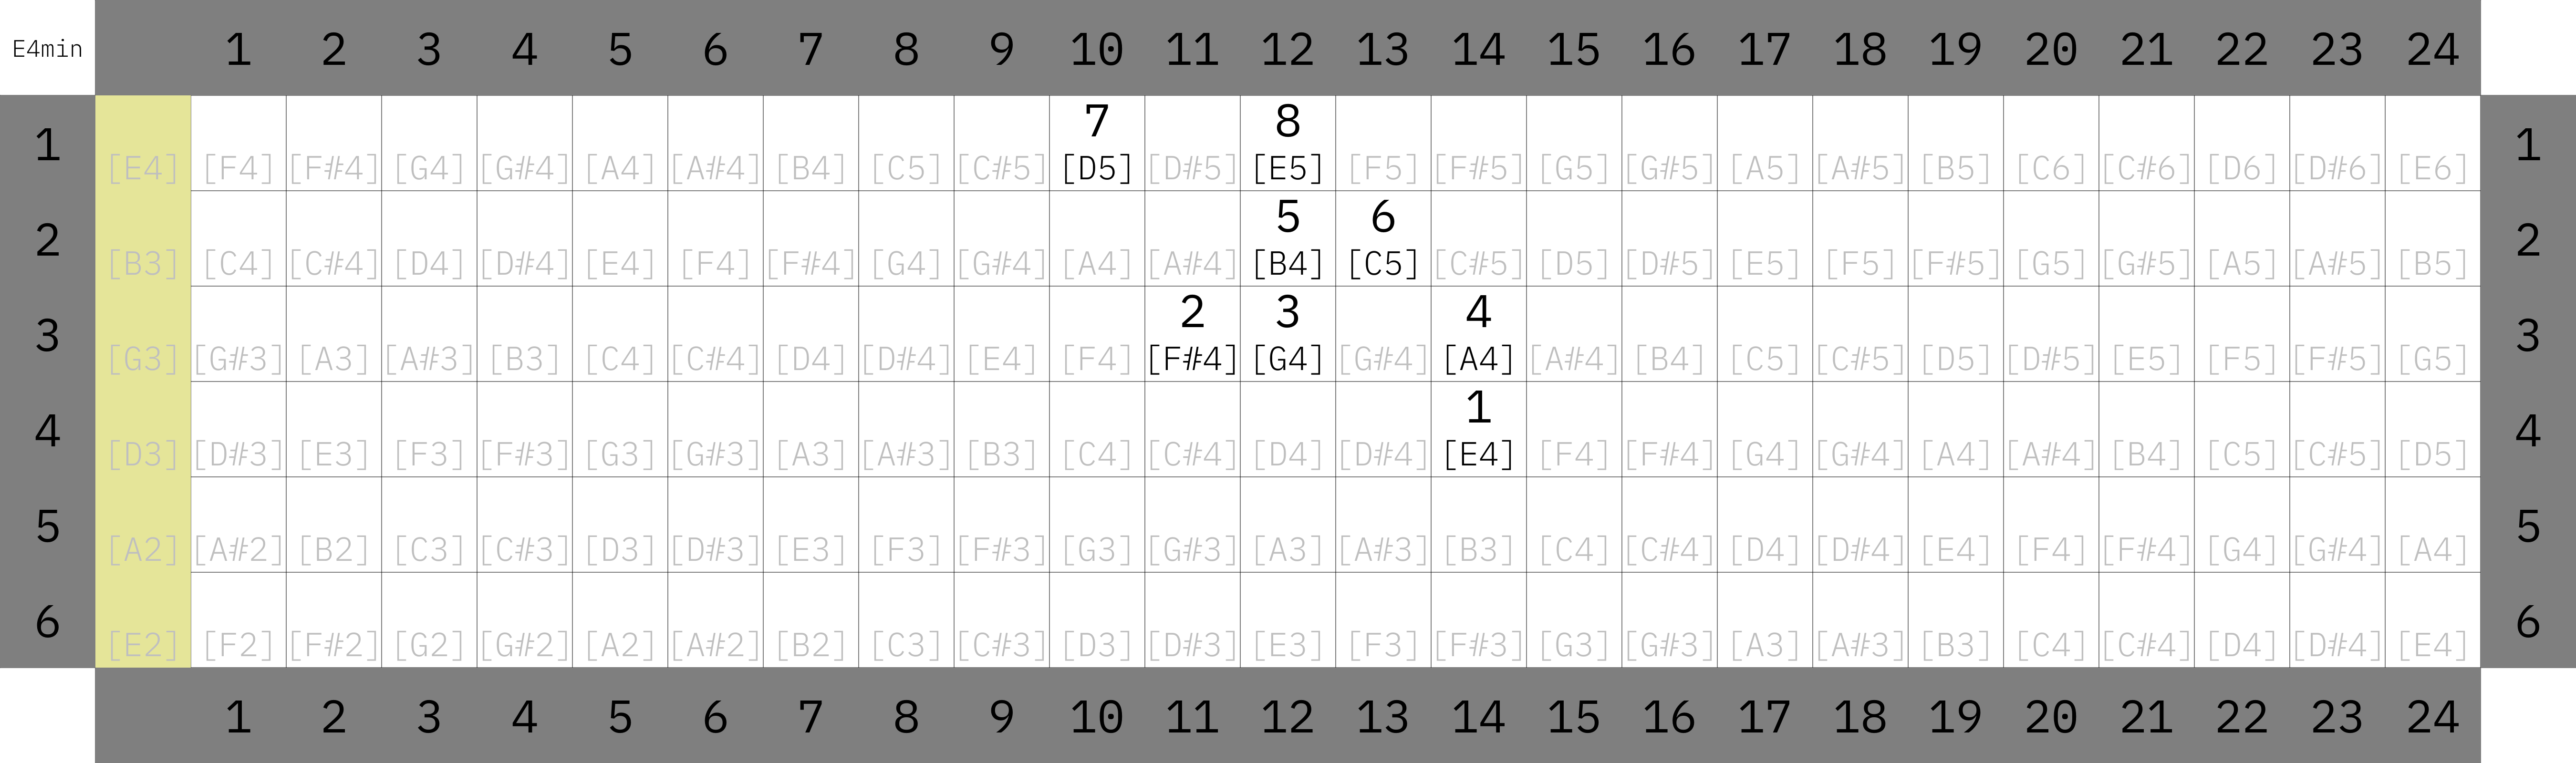 E4min 1 2 3 4 5 6 7 8 9 10 11 12 13 14 15 16 17 18 19 20 21 22 23 24
7 8
1 [E4] [F4] [F#4] [G4] [G#4] [A4] [A#4] [B4] [C5] [C#5] [D5] [D#5] [E5] [F5] [F#5] [G5] [G#5] [A5] [A#5] [B5] [C6] [C#6] [D6] [D#6] [E6] 1
5 6
2 [B3] [C4] [C#4] [D4] [D#4] [E4] [F4] [F#4] [G4] [G#4] [A4] [A#4] [B4] [C5] [C#5] [D5] [D#5] [E5] [F5] [F#5] [G5] [G#5] [A5] [A#5] [B5] 2
2 3 4
3 [G3] [G#3] [A3] [A#3] [B3] [C4] [C#4] [D4] [D#4] [E4] [F4] [F#4] [G4] [G#4] [A4] [A#4] [B4] [C5] [C#5] [D5] [D#5] [E5] [F5] [F#5] [G5] 3
1
4 [D3] [D#3] [E3] [F3] [F#3] [G3] [G#3] [A3] [A#3] [B3] [C4] [C#4] [D4] [D#4] [E4] [F4] [F#4] [G4] [G#4] [A4] [A#4] [B4] [C5] [C#5] [D5] 4
5 [A2] [A#2] [B2] [C3] [C#3] [D3] [D#3] [E3] [F3] [F#3] [G3] [G#3] [A3] [A#3] [B3] [C4] [C#4] [D4] [D#4] [E4] [F4] [F#4] [G4] [G#4] [A4] 5
6 [E2] [F2] [F#2] [G2] [G#2] [A2] [A#2] [B2] [C3] [C#3] [D3] [D#3] [E3] [F3] [F#3] [G3] [G#3] [A3] [A#3] [B3] [C4] [C#4] [D4] [D#4] [E4] 6
1 2 3 4 5 6 7 8 9 10 11 12 13 14 15 16 17 18 19 20 21 22 23 24